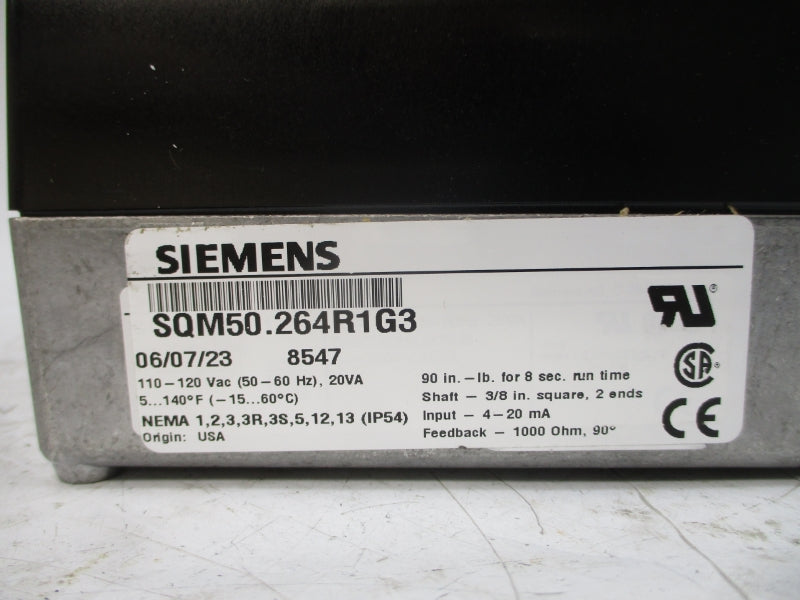 SIEMENS
SQM50.264R1G3
06/07/23 8547
110-120 Vac (50-60 Hz), 20VA
5...140°F (-15...60°C)
NEMA 1,2,3,3R,3S,5,12,13 (IP54)
Origin: USA
90 in.-lb. for 8 sec. run time
Shaft - 3/8 in. square, 2 ends
Input - 4-20 mA
Feedback - 1000 Ohm, 90°
RU ®
CSA ®
CE